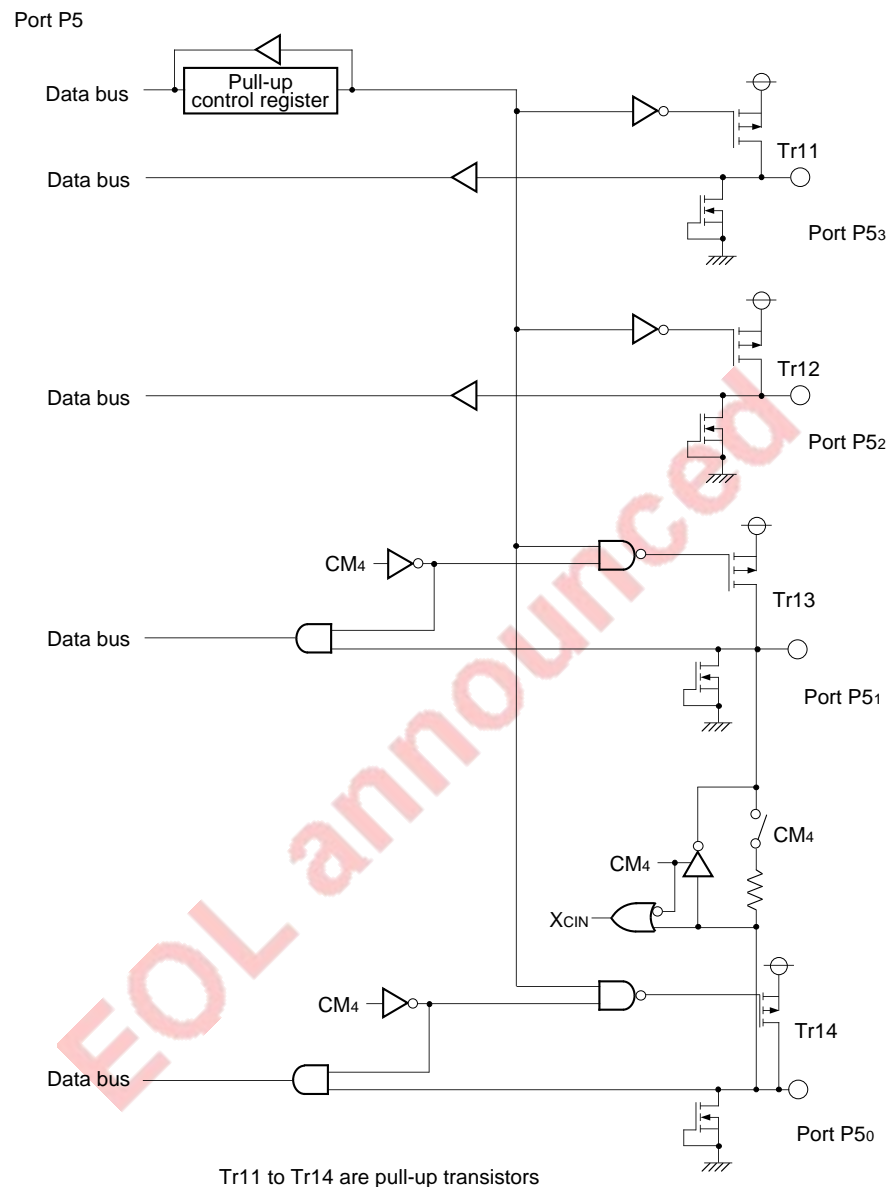 Port P5
Data bus
Pull-up
control register
Tr11
Data bus
Port P53
Tr12
Data bus
Port P52
CM4
Tr13
Data bus
Port P51
CM4
CM4
XCIN
CM4
Tr14
Data bus
Port P50
Tr11 to Tr14 are pull-up transistors
EOL announced